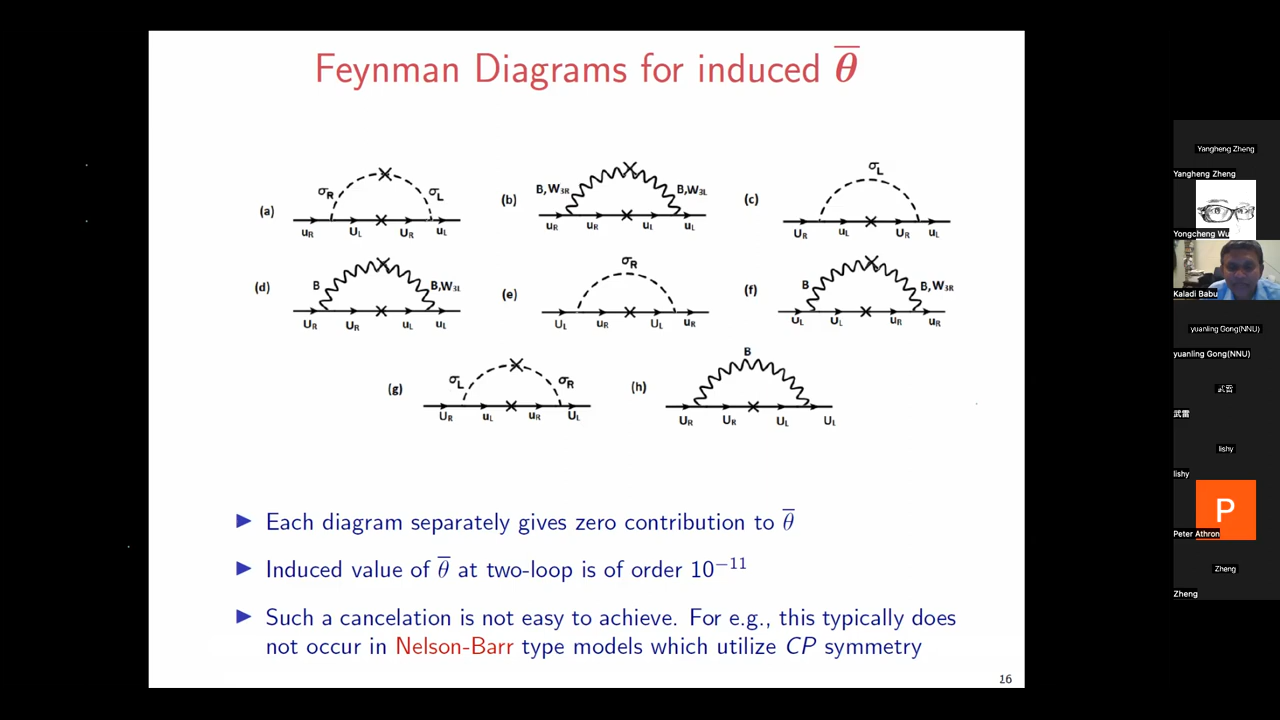 Feynman Diagrams for induced θ̅
(a) σR σL uR UL UR uL
(b) B, W3R B,W3L uR uR uL uL
(c) σL UR uL UR uL
(d) B B,W3L UR UR uL uL
(e) σR UL uR UL uR
(f) B B, W3R UL UL uR uR
(g) σL σR UR uL uR UL
(h) B UR UR UL UL
Each diagram separately gives zero contribution to θ̅
Induced value of θ̅ at two-loop is of order 10⁻¹¹
Such a cancelation is not easy to achieve. For e.g., this typically does
not occur in Nelson-Barr type models which utilize CP symmetry
16
Yangheng Zheng
Yangheng Zheng
Yongcheng Wu
Kaladi Babu
yuanling Gong(NNU)
yuanling Gong(NNU)
武雷
武雷
lishy
lishy
P
Peter Athron
Zheng
Zheng